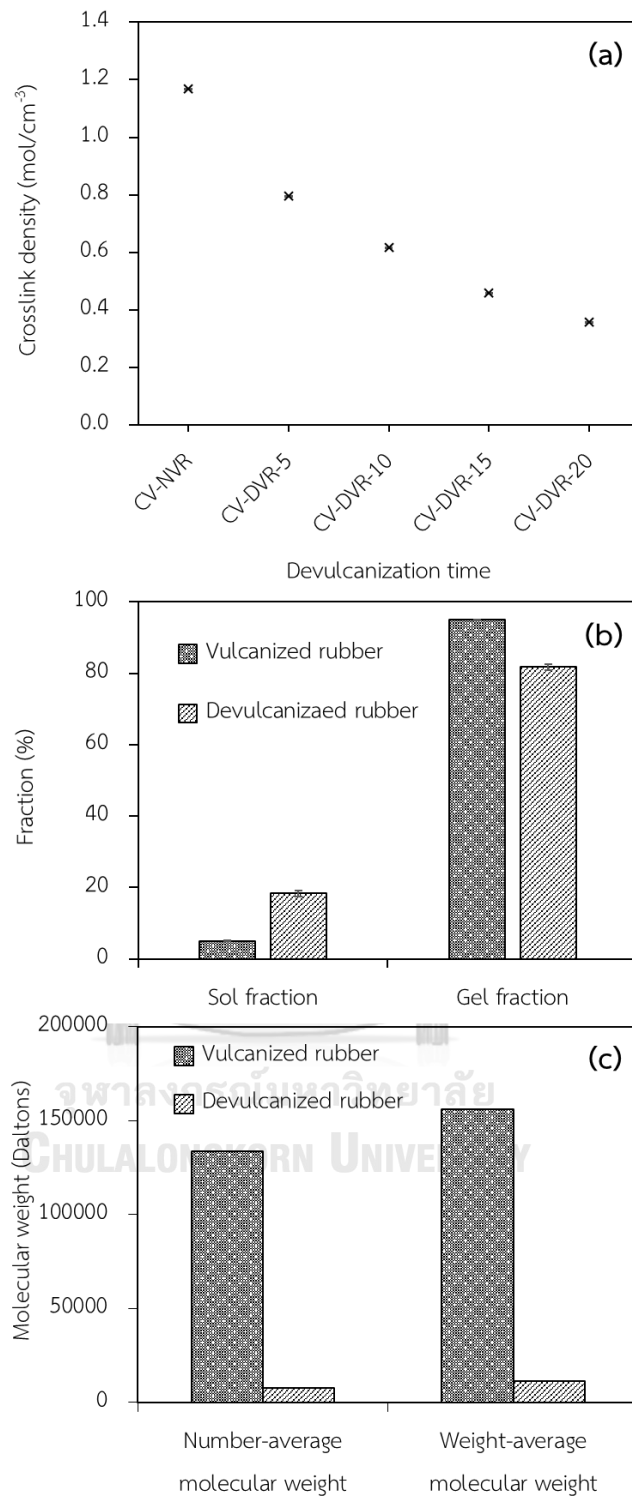 (a)
Crosslink density (mol/cm-3)
1.4
1.2
1.0
0.8
0.6
0.4
0.2
0.0
CV-NVR
CV-DVR-5
CV-DVR-10
CV-DVR-15
CV-DVR-20
Devulcanization time
(b)
Fraction (%)
100
80
60
40
20
0
Vulcanized rubber
Devulcanizaed rubber
Sol fraction
Gel fraction
(c)
Molecular weight (Daltons)
200000
150000
100000
50000
0
Vulcanized rubber
Devulcanized rubber
จุฬาลงกรณ์มหาวิทยาลัย
CHULALONGKORN UNIVERSITY
Number-average
molecular weight
Weight-average
molecular weight